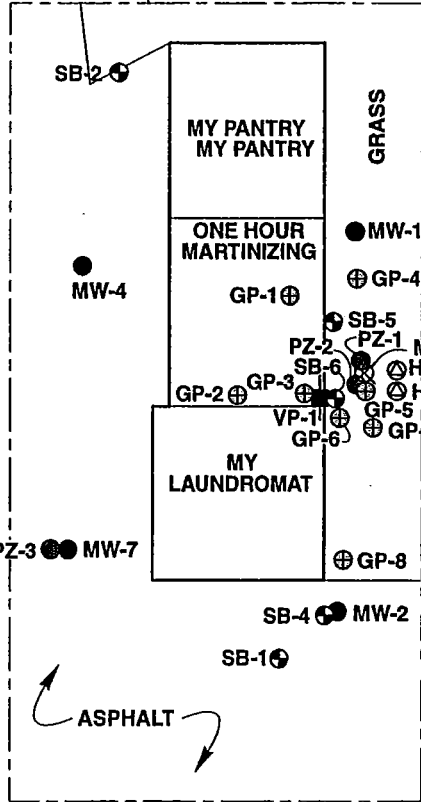 SB-2
MY PANTRY
MY PANTRY
GRASS
ONE HOUR
MARTINIZING
MW-1
MW-4
GP-4
GP-1
SB-5
PZ-1
PZ-2
SB-6
GP-3
GP-2
GP-5
VP-1
GP-6
MY
LAUNDROMAT
PZ-3
MW-7
GP-8
SB-4
MW-2
SB-1
ASPHALT